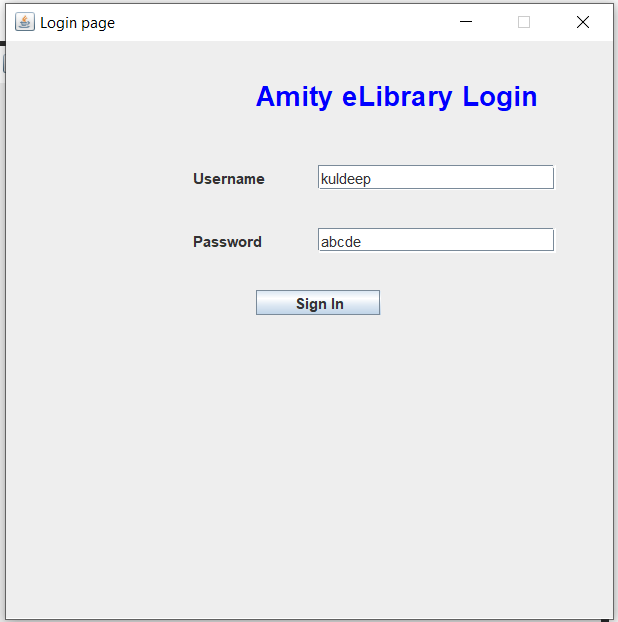 Login page
Amity eLibrary Login
Username kuldeep
Password abcde
Sign In